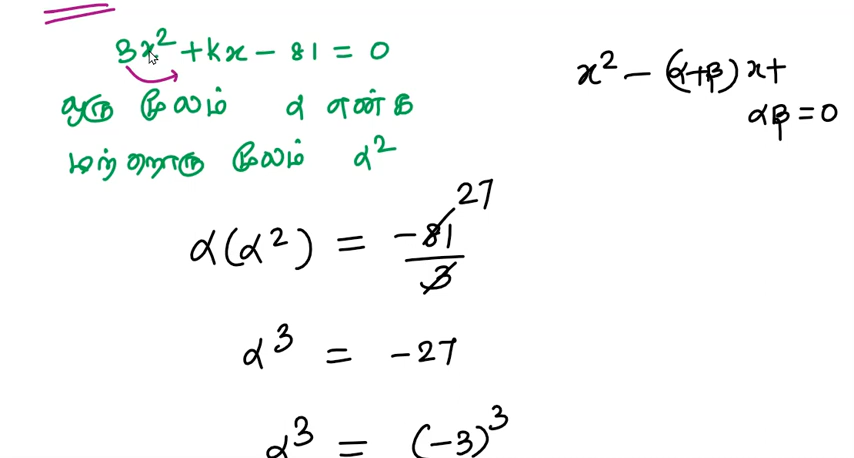 3x² + kx - 81 = 0
x² - (α+β)x + αβ = 0
ஒரு மூலம் α என்க
மற்றொரு மூலம் α²
α(α²) = -81/3 27
α³ = -27
α³ = (-3)³